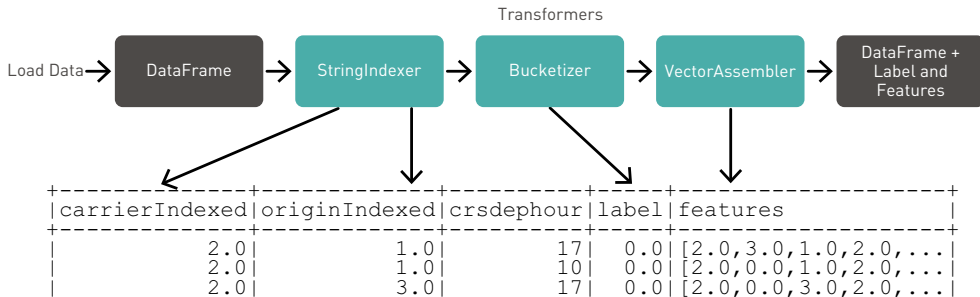 Transformers
Load Data
DataFrame
StringIndexer
Bucketizer
VectorAssembler
DataFrame +
Label and
Features
+--------------+-------------+----------+-----+-------------------+
|carrierIndexed|originIndexed|crsdephour|label|features           |
+--------------+-------------+----------+-----+-------------------+
|           2.0|          1.0|        17|  0.0|[2.0,3.0,1.0,2.0,...|
|           2.0|          1.0|        10|  0.0|[2.0,0.0,1.0,2.0,...|
|           2.0|          3.0|        17|  0.0|[2.0,0.0,3.0,2.0,...|